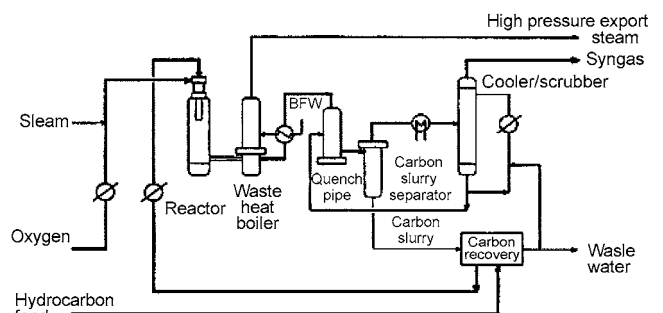 High pressure export
steam
Syngas
Cooler/scrubber
BFW
Sleam
Quench
pipe
Carbon
slurry
separator
Waste
heat
boiler
Reactor
Oxygen
Carbon
slurry
Carbon
recovery
Wasle
water
Hydrocarbon